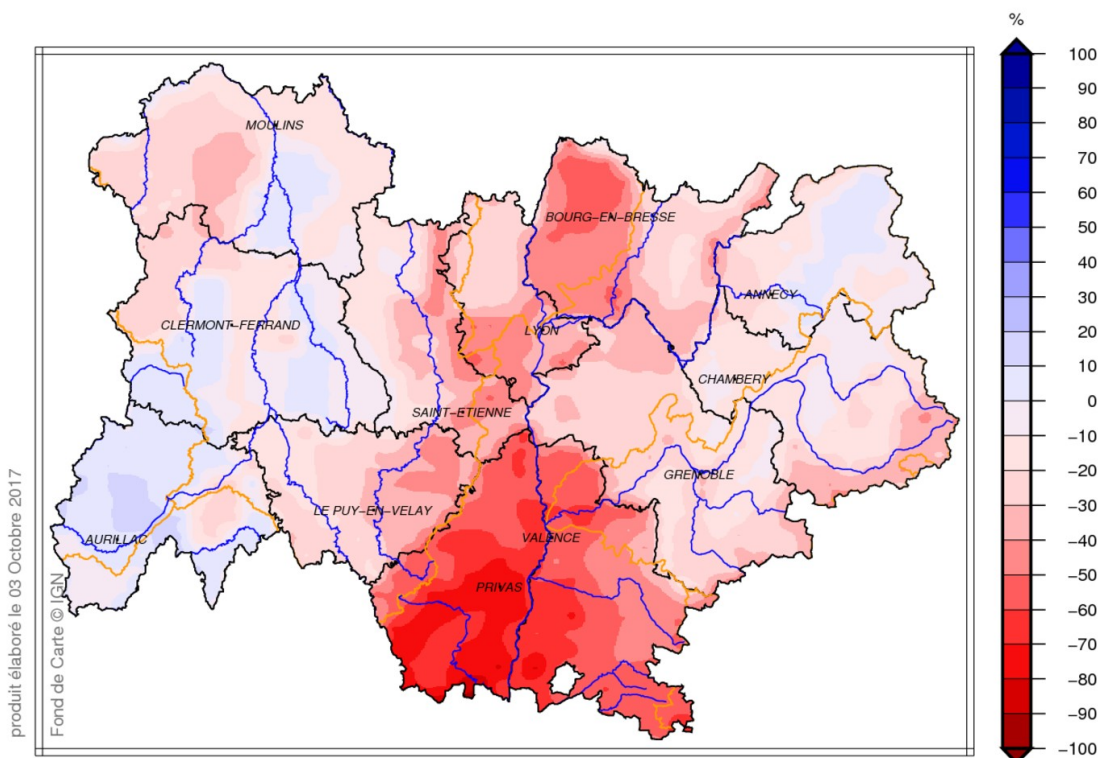 %
100
90
80
70
60
50
40
30
20
10
0
−10
−20
−30
−40
−50
−60
−70
−80
−90
−100
MOULINS
BOURG−EN−BRESSE
ANNECY
CLERMONT−FERRAND
LYON
CHAMBERY
SAINT−ETIENNE
GRENOBLE
LE PUY−EN−VELAY
AURILLAC
VALENCE
PRIVAS
produit élaboré le 03 Octobre 2017
Fond de Carte © IGN